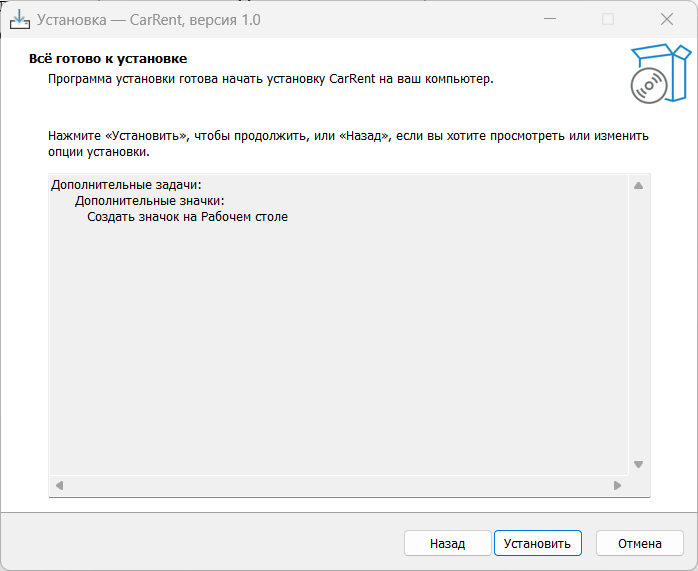 Установка — CarRent, версия 1.0
Всё готово к установке
Программа установки готова начать установку CarRent на ваш компьютер.
Нажмите «Установить», чтобы продолжить, или «Назад», если вы хотите просмотреть или изменить
опции установки.
Дополнительные задачи:
Дополнительные значки:
Создать значок на Рабочем столе
Назад
Установить
Отмена